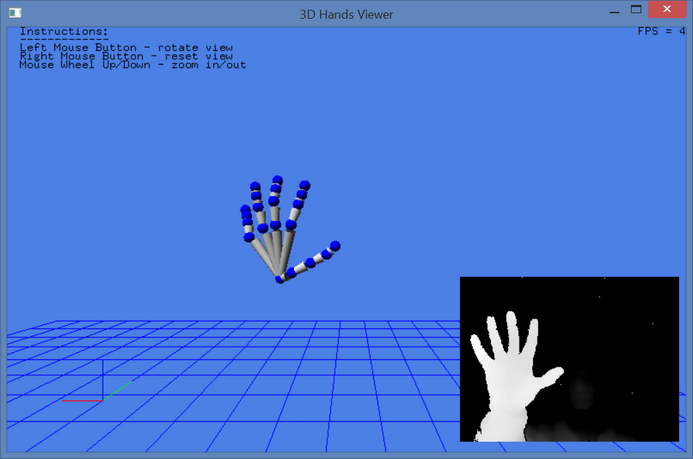 3D Hands Viewer
Instructions:
-------------
Left Mouse Button - rotate view
Right Mouse Button - reset view
Mouse Wheel Up/Down - zoom in/out
FPS = 4